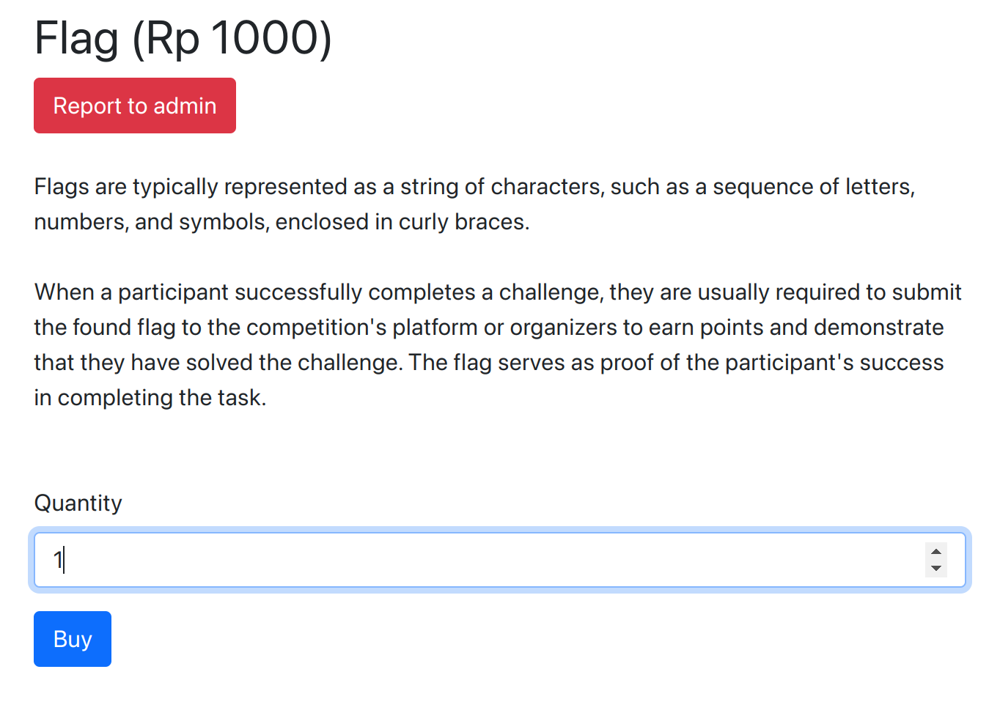 Flag (Rp 1000)
Report to admin
Flags are typically represented as a string of characters, such as a sequence of letters,
numbers, and symbols, enclosed in curly braces.
When a participant successfully completes a challenge, they are usually required to submit
the found flag to the competition's platform or organizers to earn points and demonstrate
that they have solved the challenge. The flag serves as proof of the participant's success
in completing the task.
Quantity
1
Buy